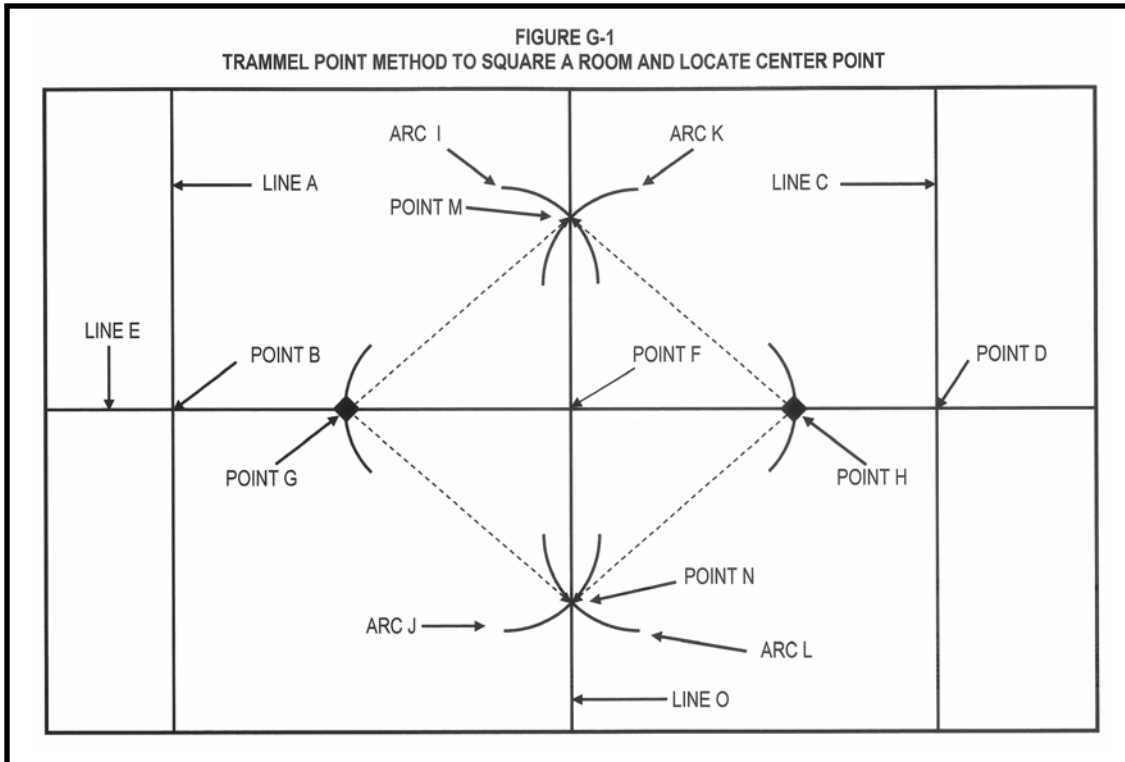 FIGURE G-1
TRAMMEL POINT METHOD TO SQUARE A ROOM AND LOCATE CENTER POINT
ARC I
ARC K
LINE A
LINE C
POINT M
LINE E
POINT B
POINT F
POINT D
POINT G
POINT H
POINT N
ARC J
ARC L
LINE O